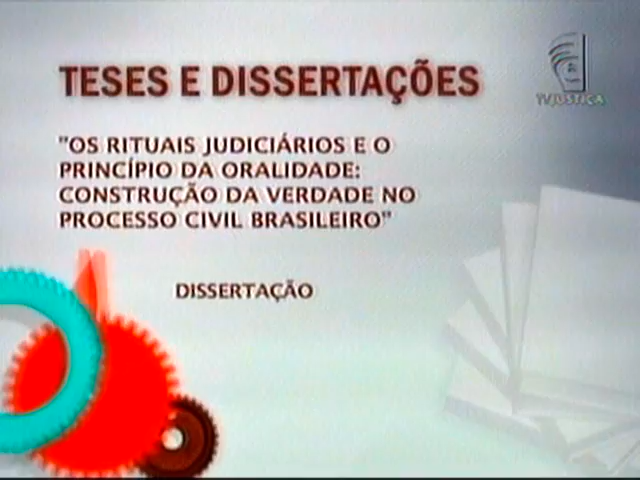 TESES E DISSERTAÇÕES
TV JUSTIÇA
"OS RITUAIS JUDICIÁRIOS E O
PRINCÍPIO DA ORALIDADE:
CONSTRUÇÃO DA VERDADE NO
PROCESSO CIVIL BRASILEIRO"
DISSERTAÇÃO